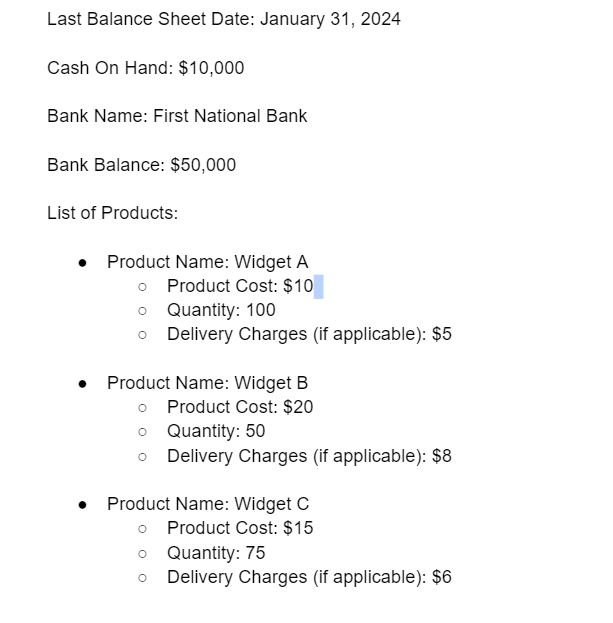 Last Balance Sheet Date: January 31, 2024
Cash On Hand: $10,000
Bank Name: First National Bank
Bank Balance: $50,000
List of Products:
● Product Name: Widget A
○ Product Cost: $10
○ Quantity: 100
○ Delivery Charges (if applicable): $5
● Product Name: Widget B
○ Product Cost: $20
○ Quantity: 50
○ Delivery Charges (if applicable): $8
● Product Name: Widget C
○ Product Cost: $15
○ Quantity: 75
○ Delivery Charges (if applicable): $6